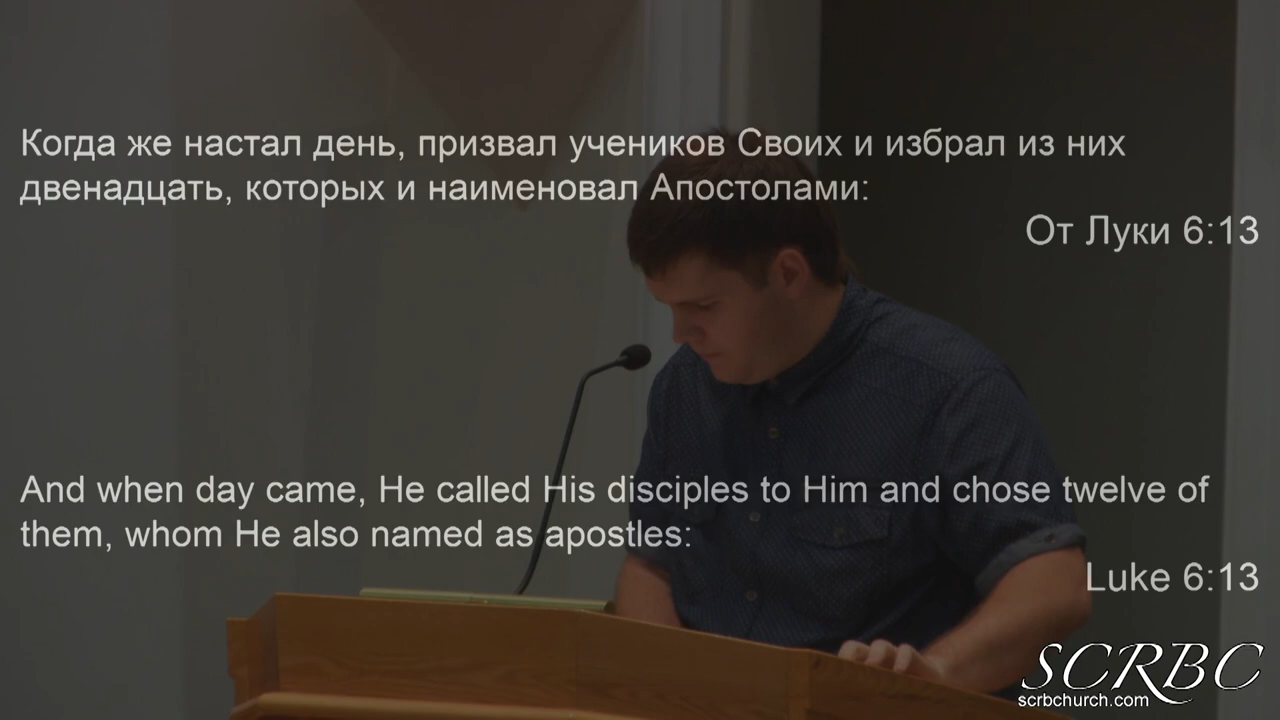 Когда же настал день, призвал учеников Своих и избрал из них
двенадцать, которых и наименовал Апостолами:
От Луки 6:13
And when day came, He called His disciples to Him and chose twelve of
them, whom He also named as apostles:
Luke 6:13
SCRBC
scrbchurch.com